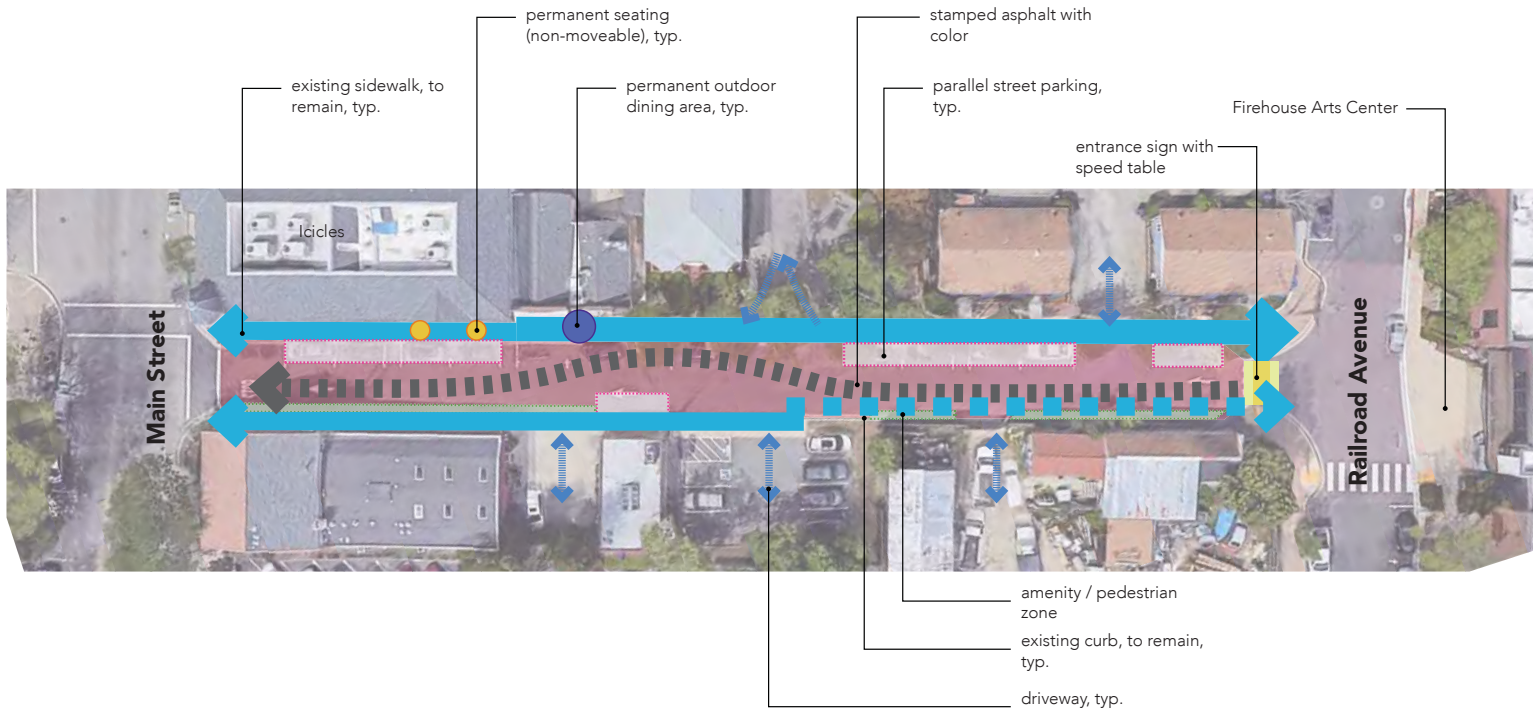 permanent seating
(non-moveable), typ.
stamped asphalt with
color
existing sidewalk, to
remain, typ.
permanent outdoor
dining area, typ.
parallel street parking,
typ.
Firehouse Arts Center
entrance sign with
speed table
Icicles
Main Street
Railroad Avenue
amenity / pedestrian
zone
existing curb, to remain,
typ.
driveway, typ.